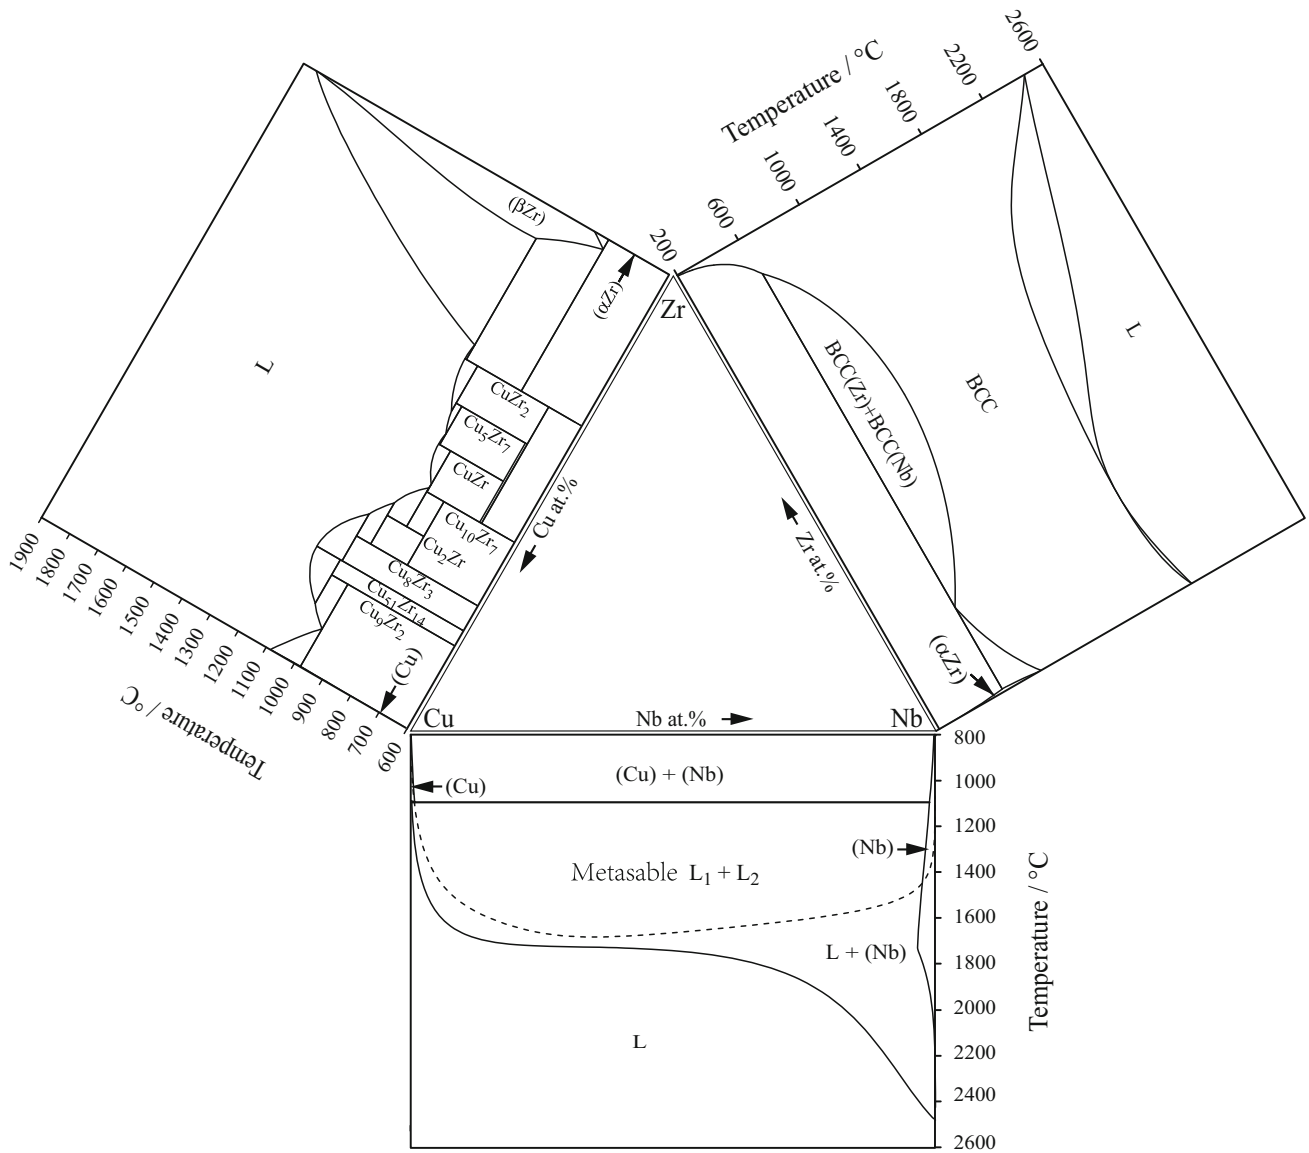 2600
2200
1800
1400
1000
600
200
Temperature / °C
(βZr)
(αZr)
Zr
L
L
BCC
BCC(Zr)+BCC(Nb)
CuZr₂
Cu₅Zr₇
CuZr
Cu₁₀Zr₇
Cu₂Zr
Cu₈Zr₃
Cu₅₁Zr₁₄
Cu₉Zr₂
(Cu)
Cu at.%
Zr at.%
(αZr)
1900
1800
1700
1600
1500
1400
1300
1200
1100
1000
900
800
700
600
Temperature / °C
Cu
Nb at.%
Nb
(Cu) + (Nb)
(Cu)
(Nb)
Metasable L₁ + L₂
L + (Nb)
L
800
1000
1200
1400
1600
1800
2000
2200
2400
2600
Temperature / °C